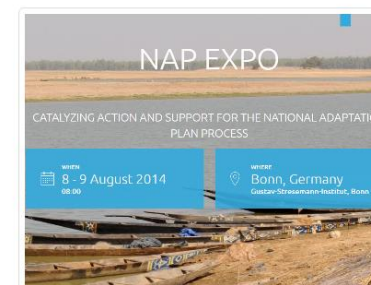 NAP EXPO
CATALYZING ACTION AND SUPPORT FOR THE NATIONAL ADAPTATIO
PLAN PROCESS
WHEN
8 - 9 August 2014
08:00
WHERE
Bonn, Germany
Gustav-Stresemann-Institut, Bonn